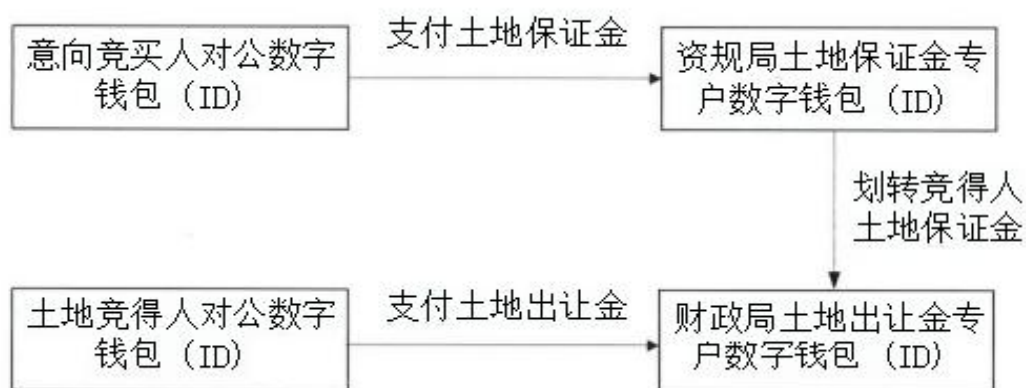 意向竞买人对公数字
钱包（ID）
支付土地保证金
资规局土地保证金专
户数字钱包（ID）
划转竞得人
土地保证金
土地竞得人对公数字
钱包（ID）
支付土地出让金
财政局土地出让金专
户数字钱包（ID）